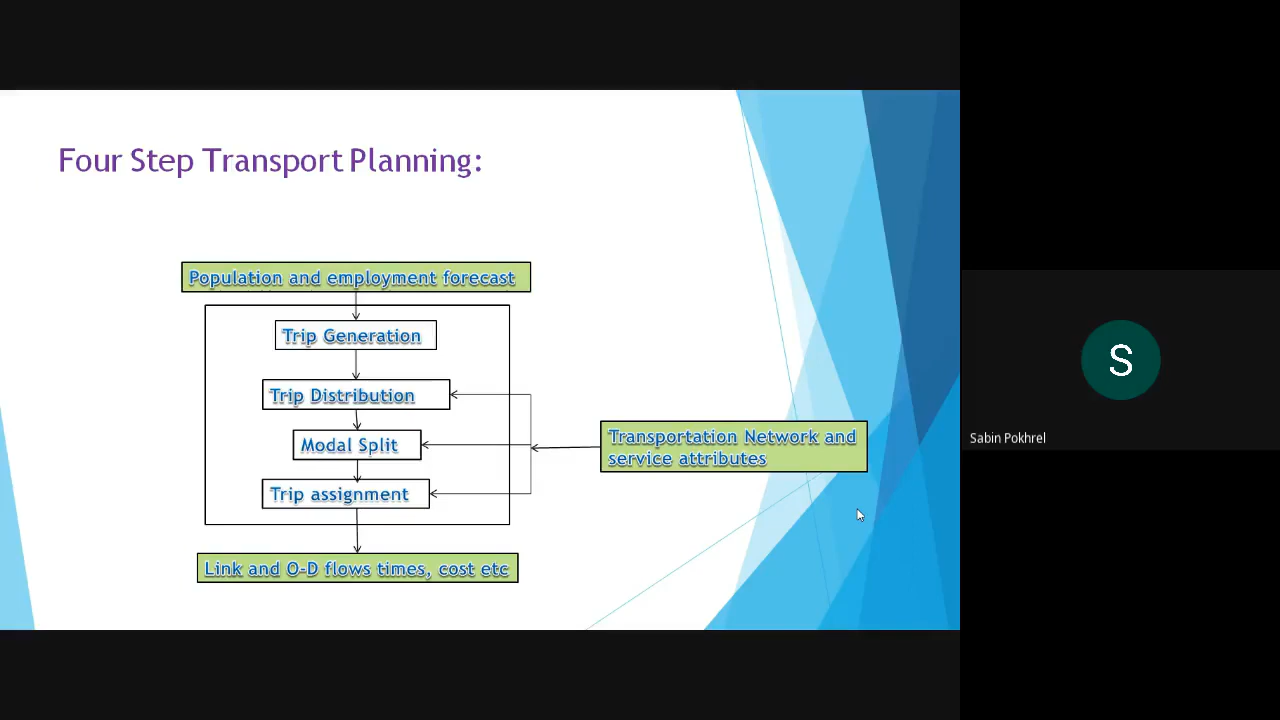 Four Step Transport Planning:
Population and employment forecast
Trip Generation
Trip Distribution
Modal Split
Trip assignment
Transportation Network and
service attributes
Link and O-D flows times, cost etc
S
Sabin Pokhrel